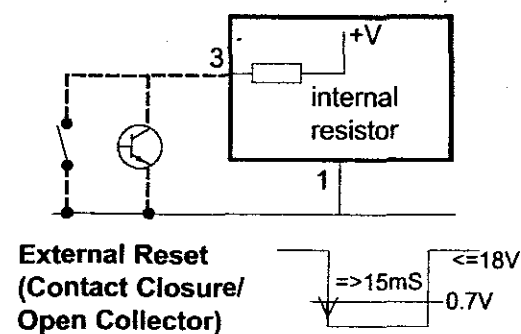 +V
3
internal
resistor
1
External Reset
(Contact Closure/
Open Collector)
<=18V
=>15mS
0.7V